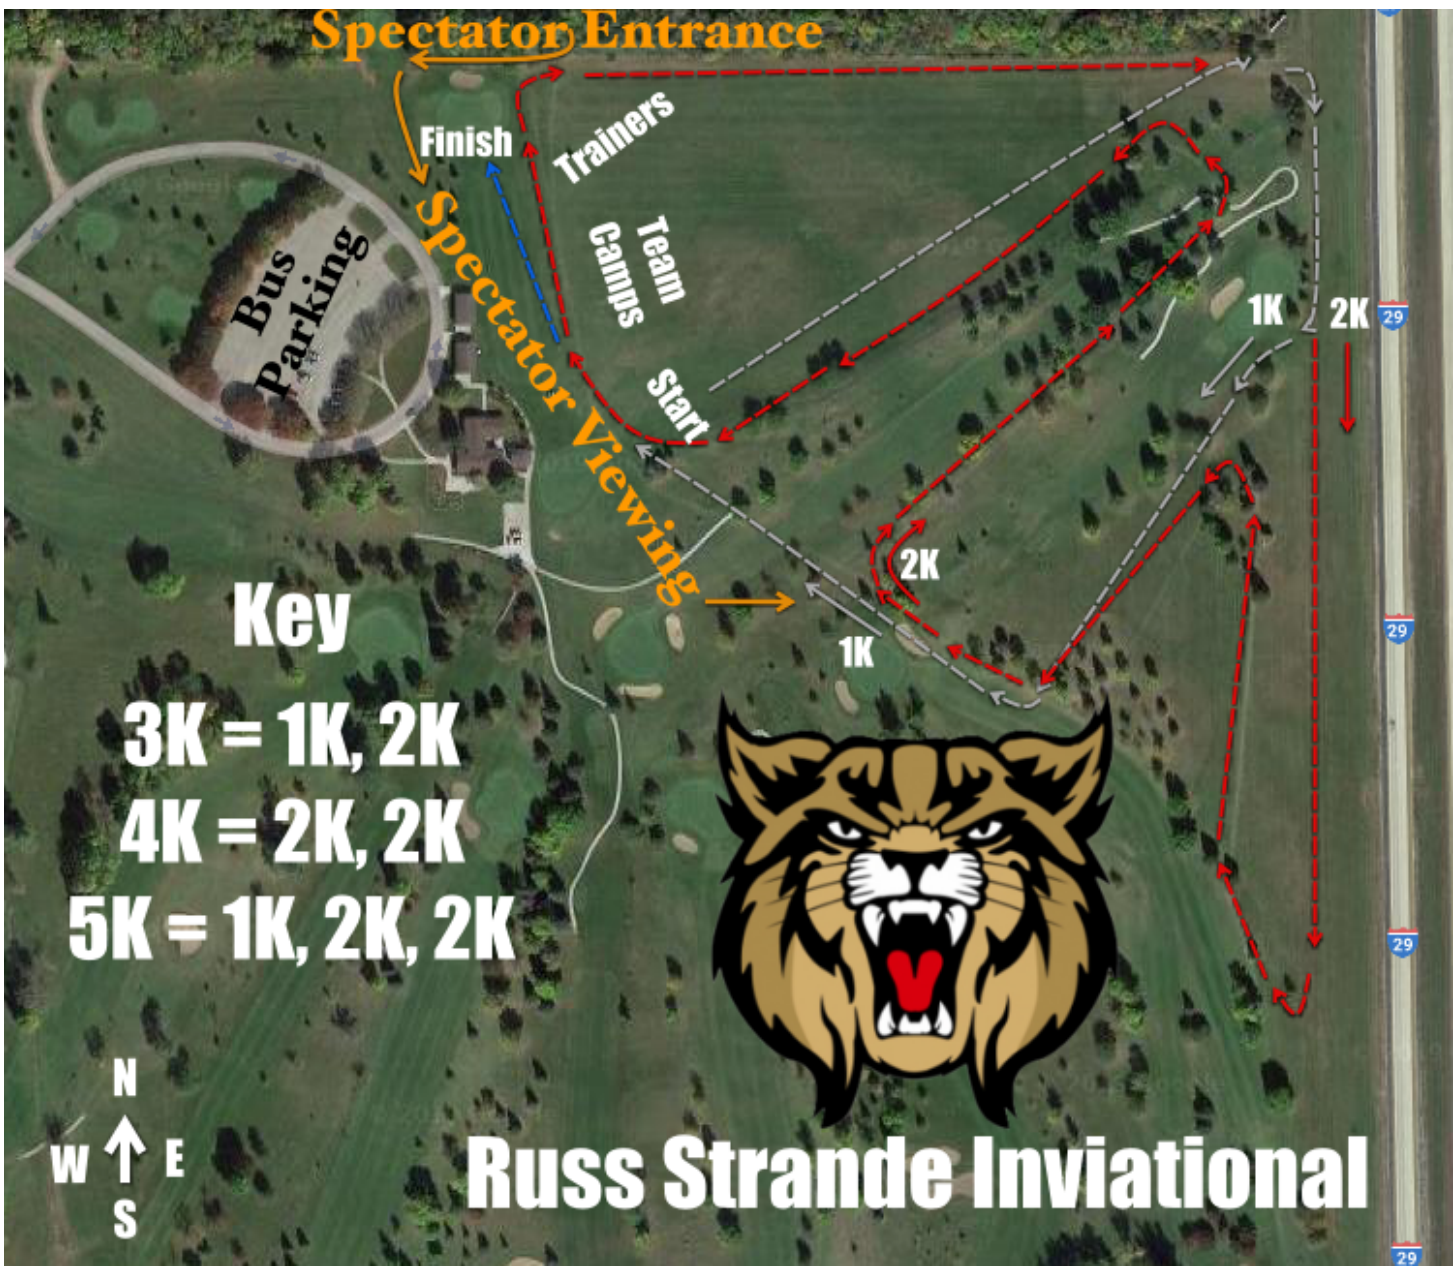 Spectator Entrance
Finish
Trainers
Team
Camps
Bus
Parking
Spectator Viewing
Start
1K
2K
29
2K
1K
29
Key
3K = 1K, 2K
4K = 2K, 2K
5K = 1K, 2K, 2K
29
N
W E
S
Russ Strande Inviational
29